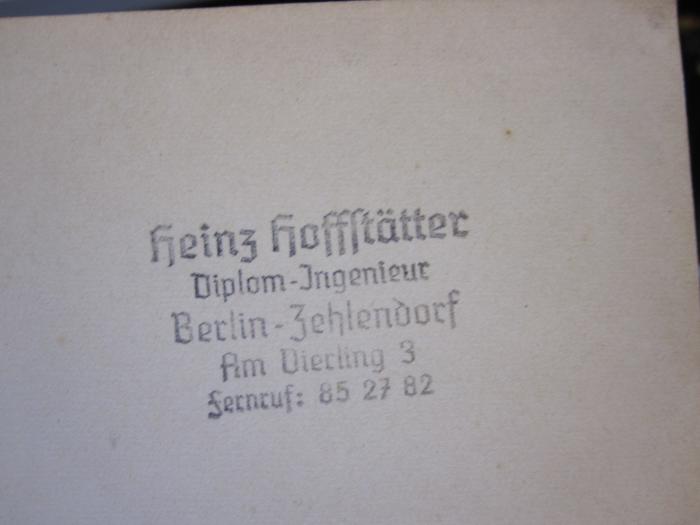 Heinz Hoffstätter
Diplom-Ingenieur
Berlin-Zehlendorf
Am Vierling 3
Fernruf: 85 27 82